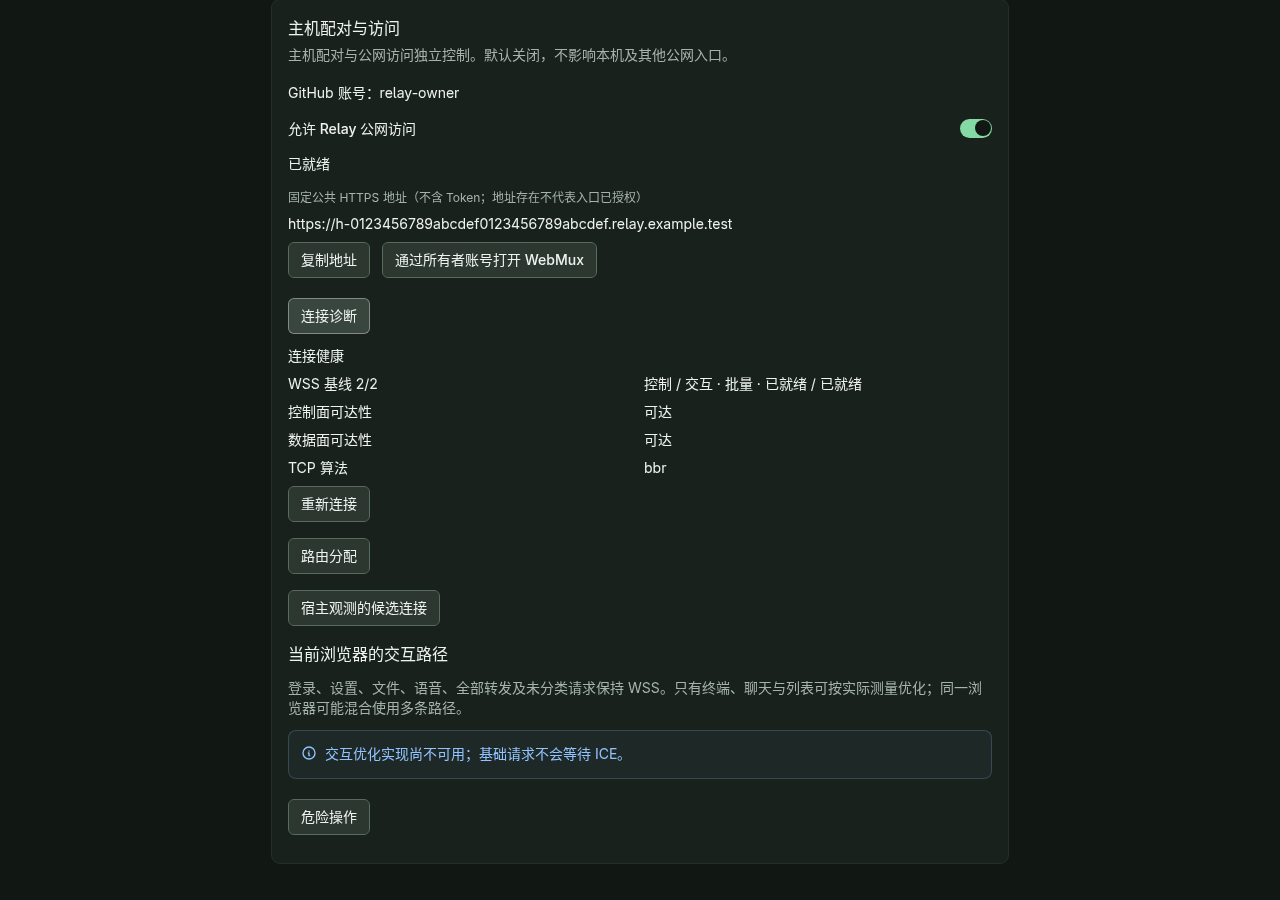 主机配对与访问
主机配对与公网访问独立控制。默认关闭，不影响本机及其他公网入口。
GitHub 账号：relay-owner
允许 Relay 公网访问
已就绪
固定公共 HTTPS 地址（不含 Token；地址存在不代表入口已授权）
https://h-0123456789abcdef0123456789abcdef.relay.example.test
复制地址 通过所有者账号打开 WebMux
连接诊断
连接健康
WSS 基线 2/2 控制 / 交互 · 批量 · 已就绪 / 已就绪
控制面可达性 可达
数据面可达性 可达
TCP 算法 bbr
重新连接
路由分配
宿主观测的候选连接
当前浏览器的交互路径
登录、设置、文件、语音、全部转发及未分类请求保持 WSS。只有终端、聊天与列表可按实际测量优化；同一浏
览器可能混合使用多条路径。
交互优化实现尚不可用；基础请求不会等待 ICE。
危险操作